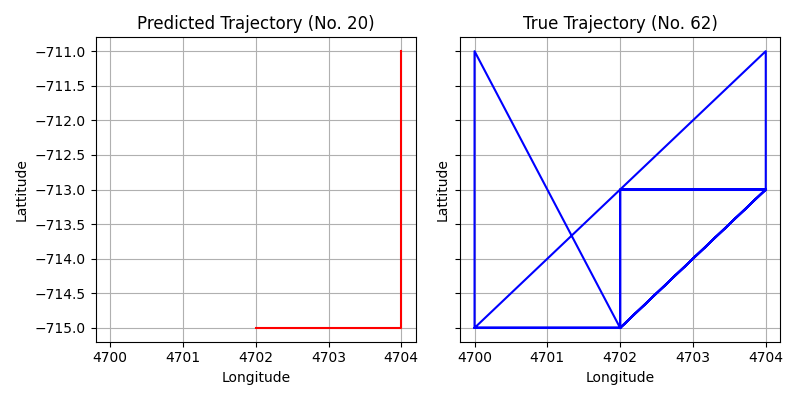 Predicted Trajectory (No. 20)
−711.0
−711.5
−712.0
−712.5
−713.0
−713.5
−714.0
−714.5
−715.0
Lattitude
4700 4701 4702 4703 4704
Longitude
True Trajectory (No. 62)
Lattitude
4700 4701 4702 4703 4704
Longitude